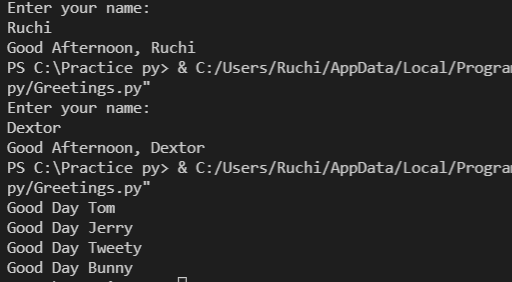 Enter your name:
Ruchi
Good Afternoon, Ruchi
PS C:\Practice py> & C:/Users/Ruchi/AppData/Local/Progra
py/Greetings.py"
Enter your name:
Dextor
Good Afternoon, Dextor
PS C:\Practice py> & C:/Users/Ruchi/AppData/Local/Progra
py/Greetings.py"
Good Day Tom
Good Day Jerry
Good Day Tweety
Good Day Bunny